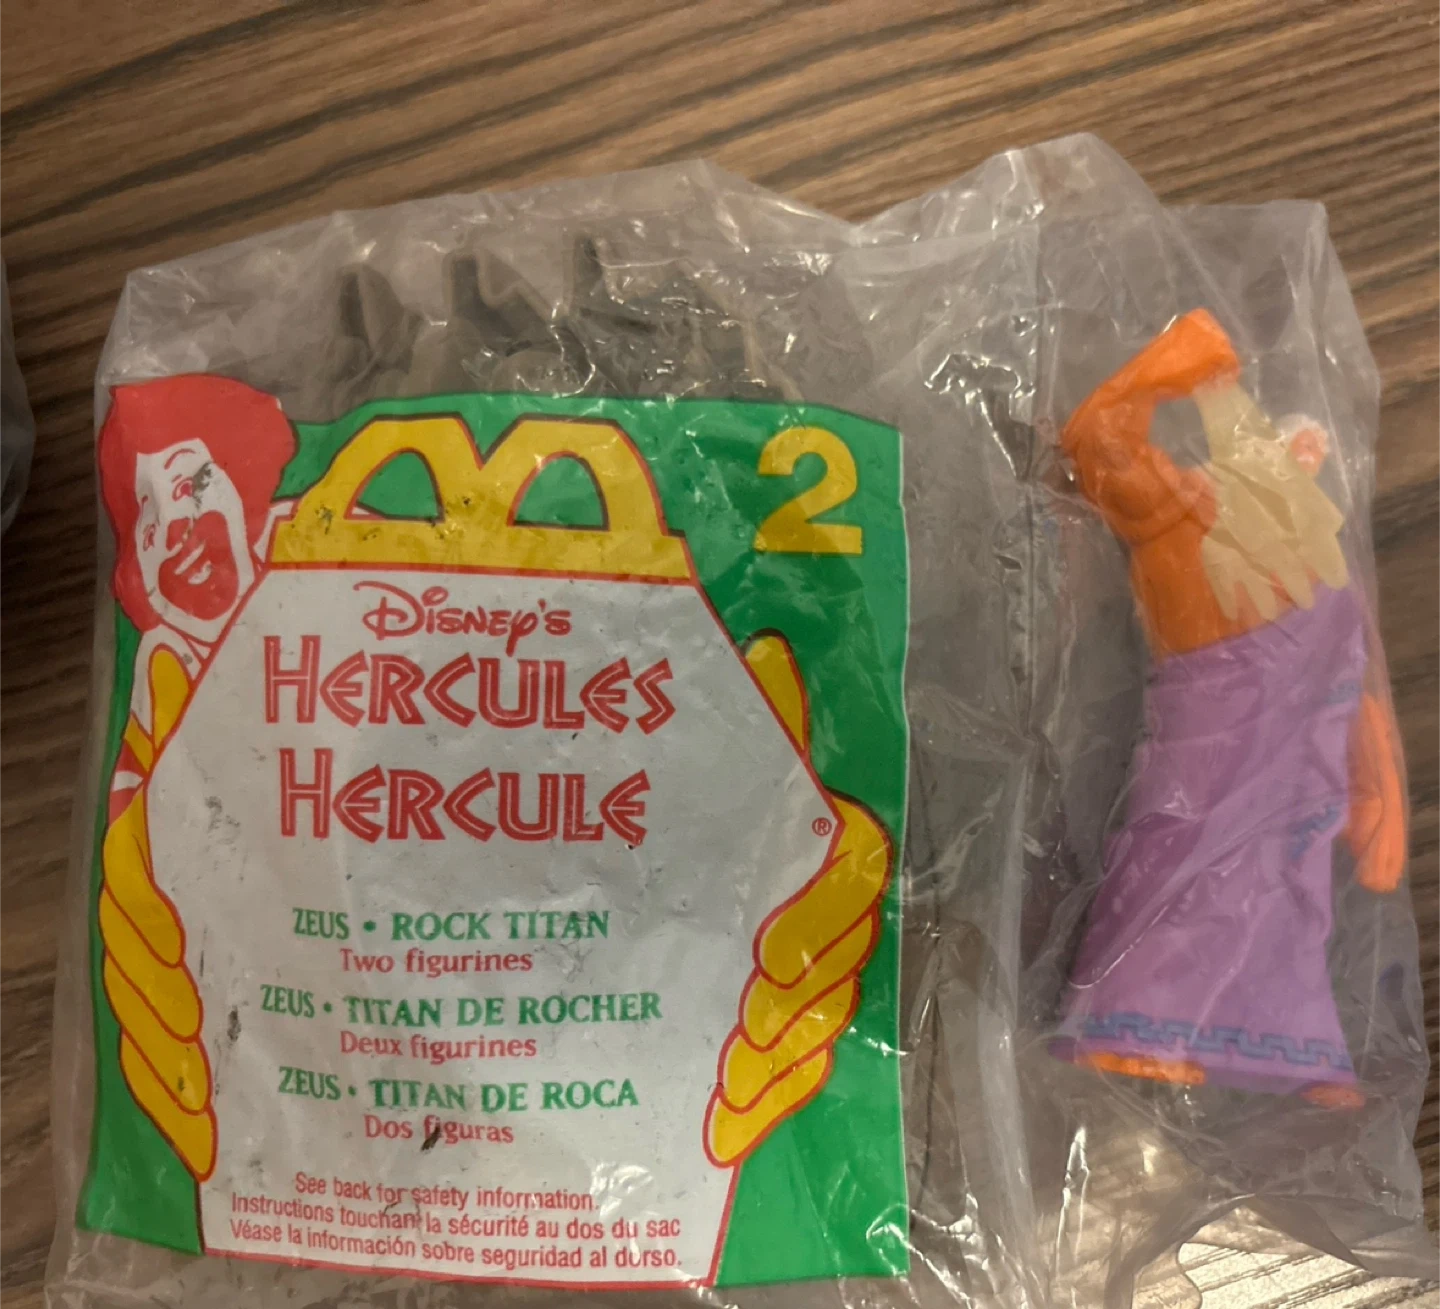 2
Disney's
HERCULES
HERCULE
®
ZEUS • ROCK TITAN
Two figurines
ZEUS • TITAN DE ROCHER
Deux figurines
ZEUS • TITAN DE ROCA
Dos figuras
See back for safety information.
Instructions touchant la sécurité au dos du sac
Véase la información sobre seguridad al dorso.